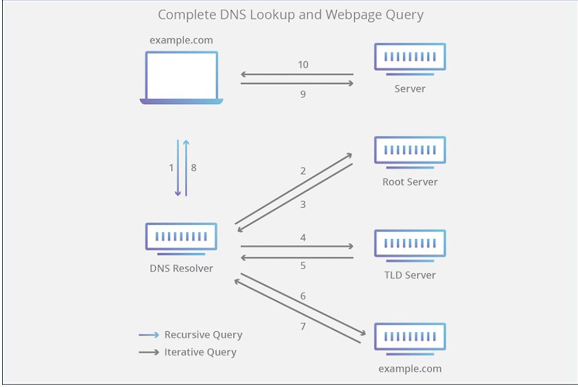 Complete DNS Lookup and Webpage Query
example.com
10
9
Server
1
8
2
3
Root Server
4
5
DNS Resolver
TLD Server
6
7
Recursive Query
Iterative Query
example.com